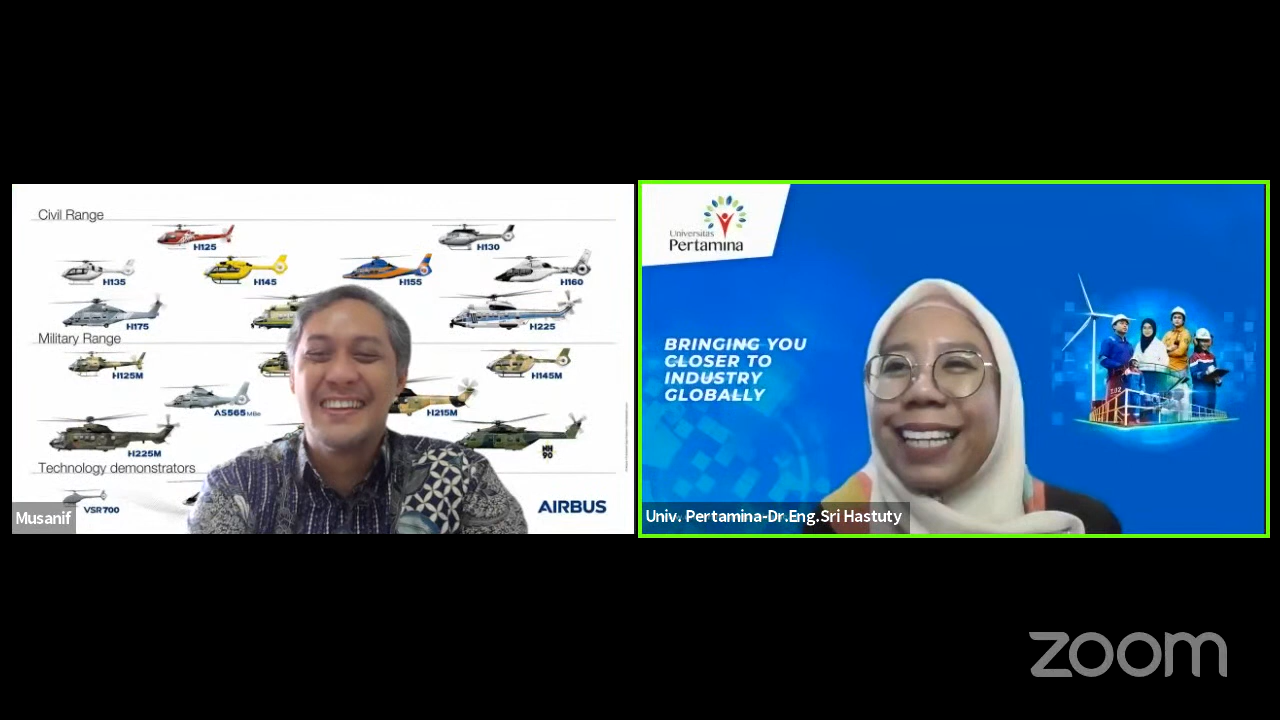 Civil Range
H125
H130
H135
H145
H155
H160
H175
H225
Military Range
H125M
H145M
AS565 MBe
H215M
H225M
NH
90
Technology demonstrators
VSR700
AIRBUS
Musanif
Universitas
Pertamina
BRINGING YOU
CLOSER TO
INDUSTRY
GLOBALLY
Univ. Pertamina-Dr.Eng.Sri Hastuty
zoom